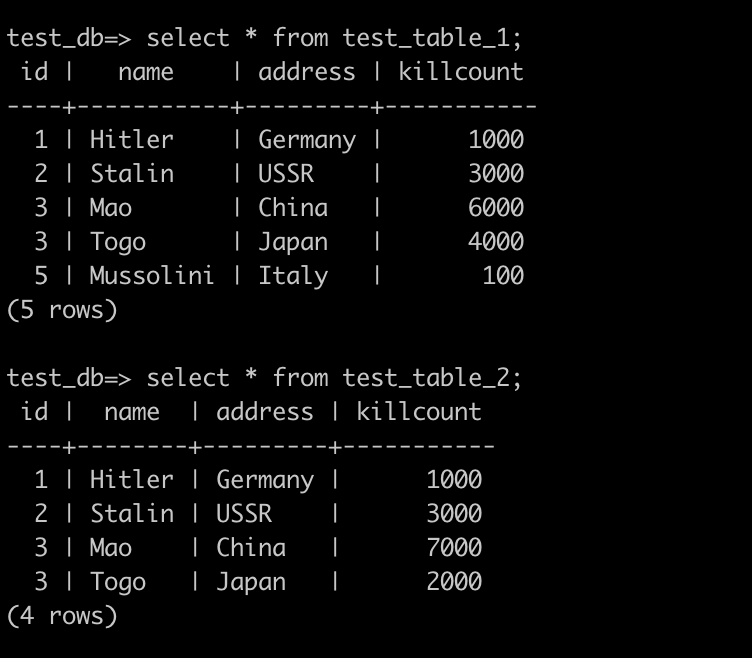 test_db=> select * from test_table_1;
 id |   name    | address | killcount
----+-----------+---------+-----------
  1 | Hitler    | Germany |      1000
  2 | Stalin    | USSR    |      3000
  3 | Mao       | China   |      6000
  3 | Togo      | Japan   |      4000
  5 | Mussolini | Italy   |       100
(5 rows)

test_db=> select * from test_table_2;
 id |  name  | address | killcount
----+--------+---------+-----------
  1 | Hitler | Germany |      1000
  2 | Stalin | USSR    |      3000
  3 | Mao    | China   |      7000
  3 | Togo   | Japan   |      2000
(4 rows)